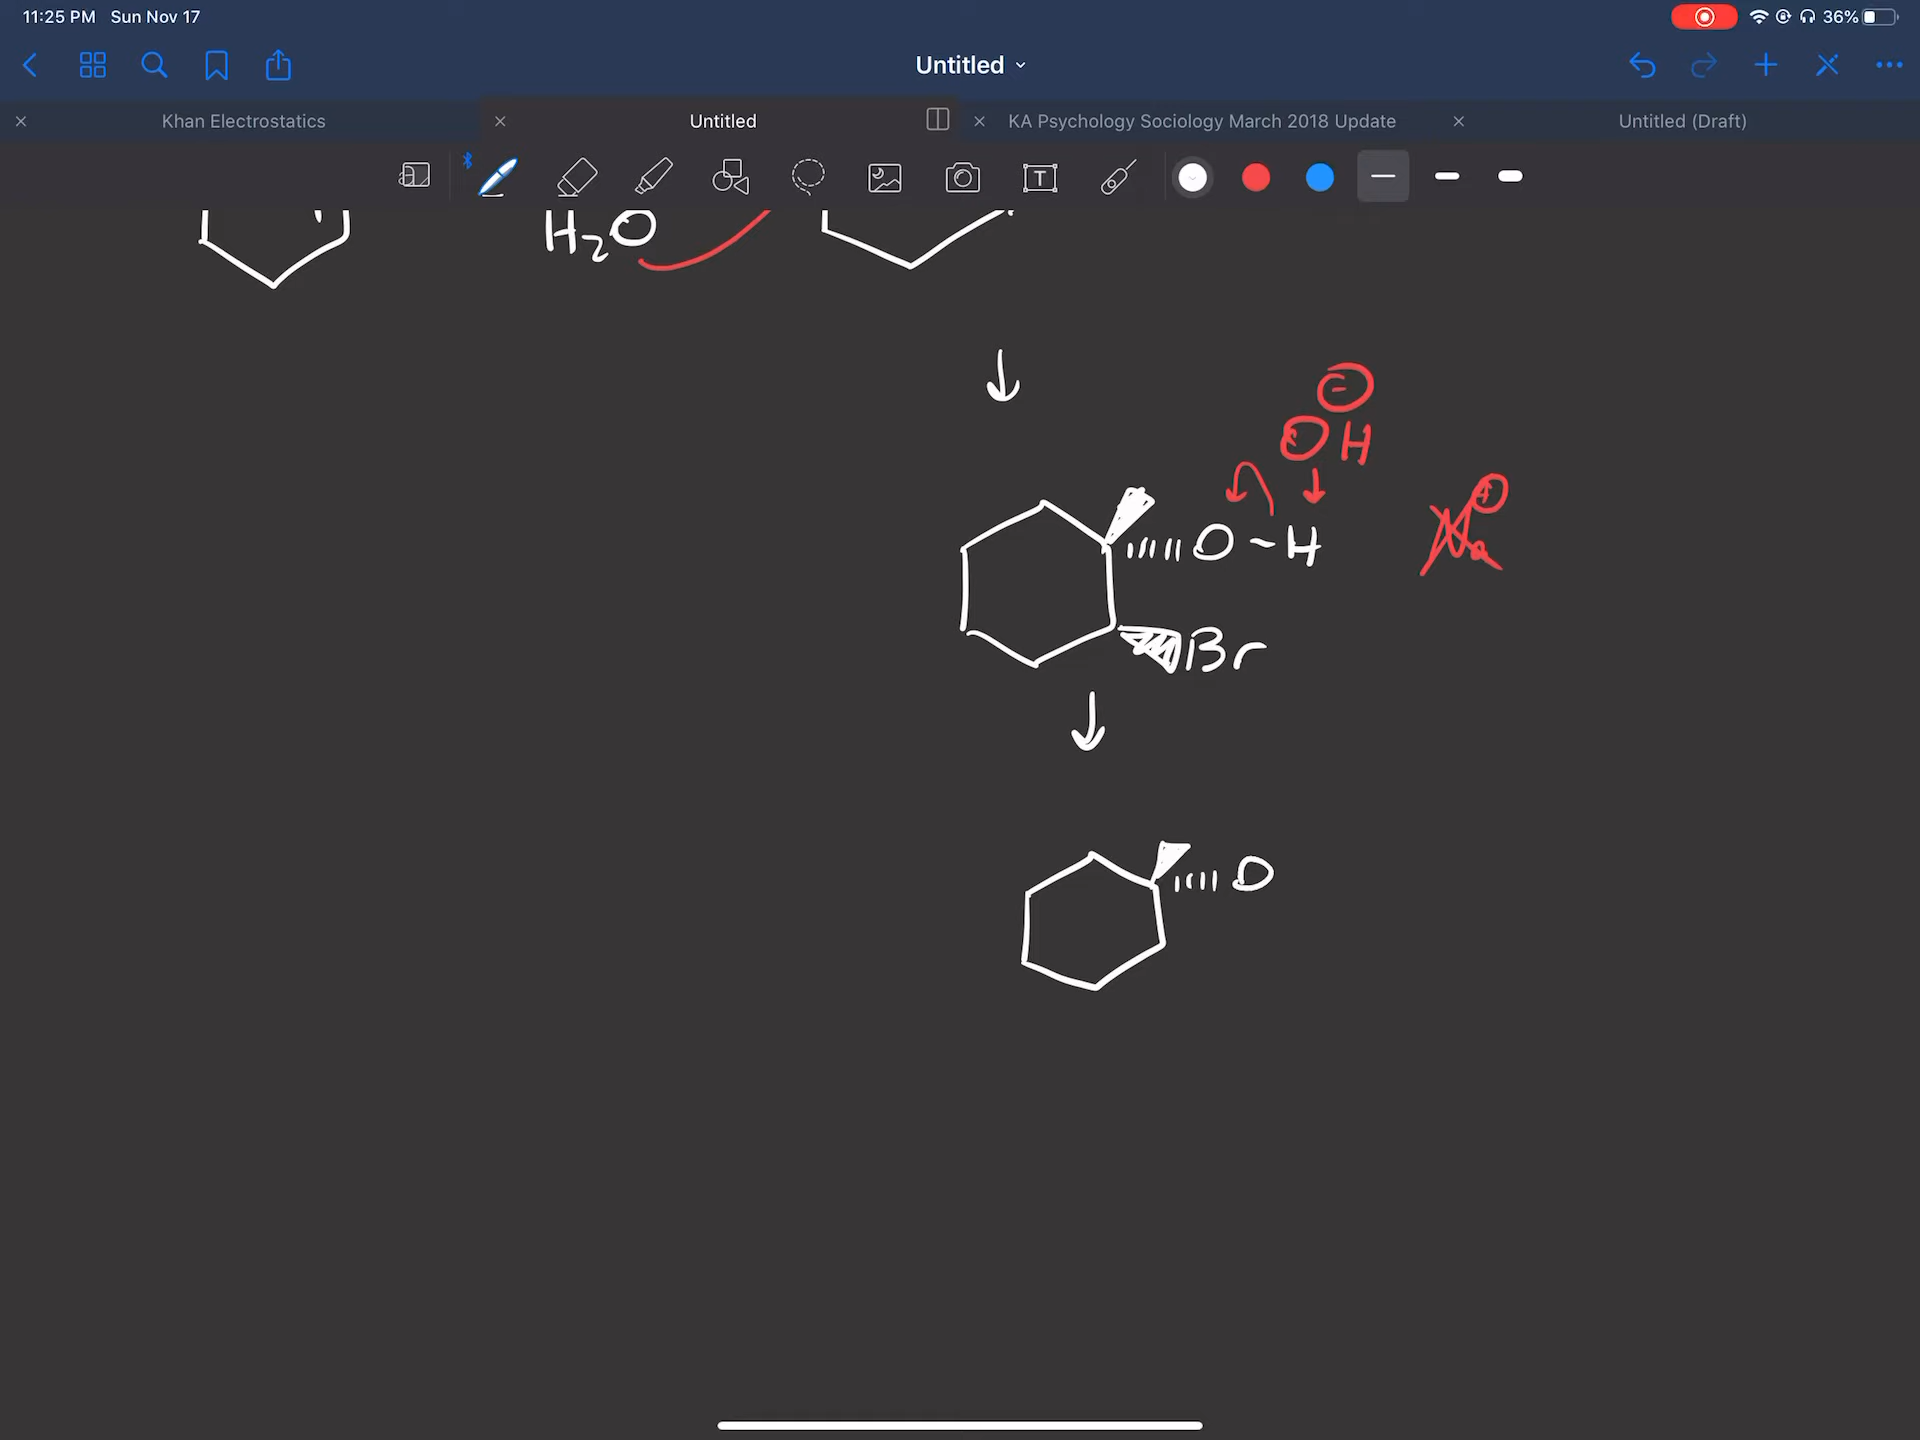 11:25 PM Sun Nov 17 36%
Untitled
Khan Electrostatics Untitled KA Psychology Sociology March 2018 Update Untitled (Draft)
T
H₂O
−
OH
+
O-H Na
Br
O